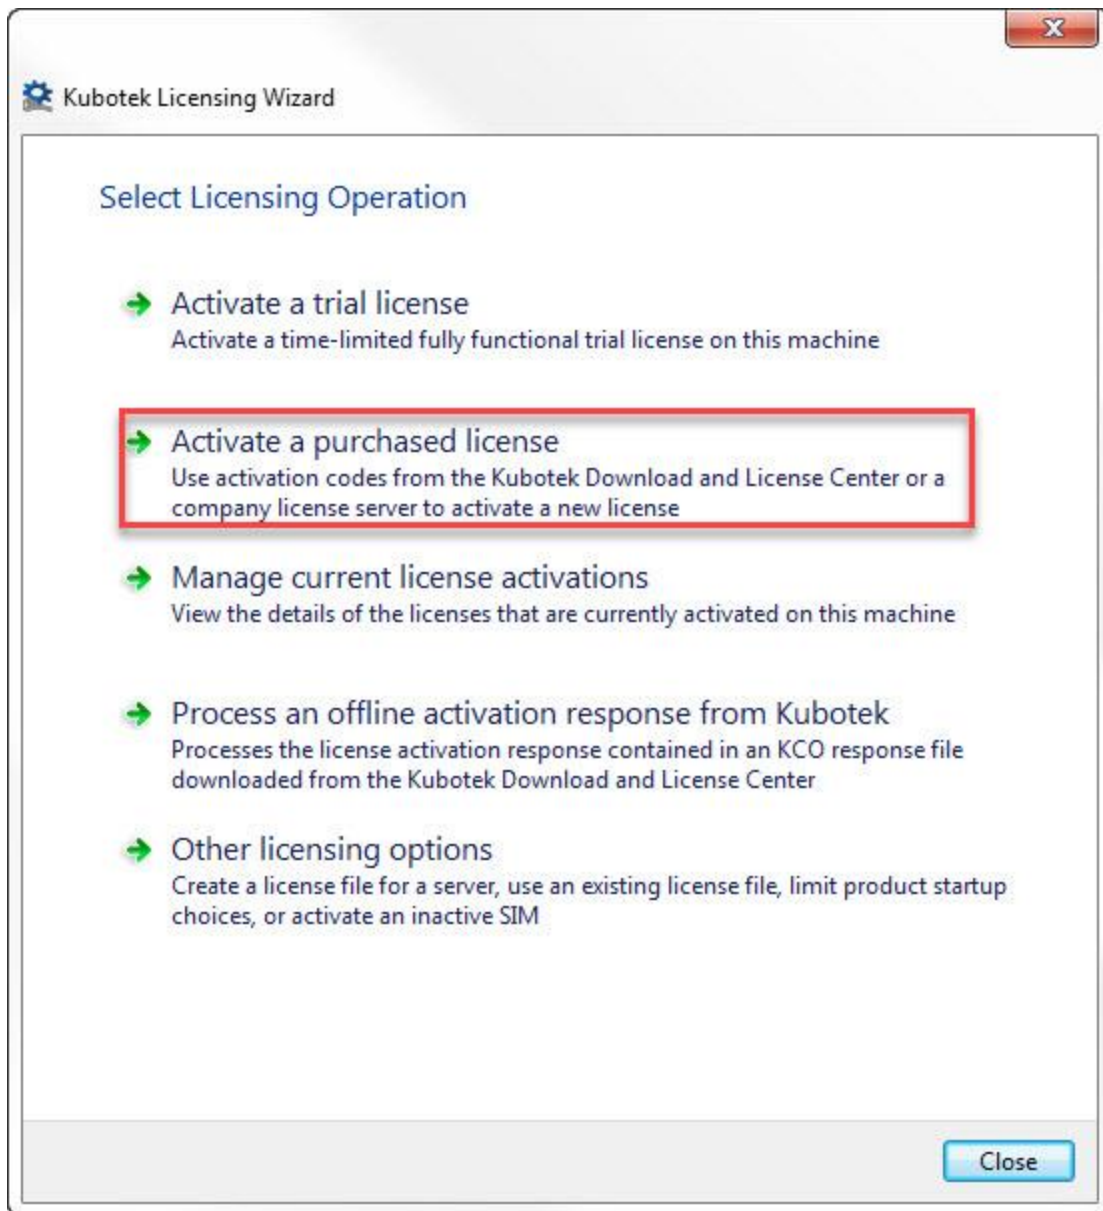 Kubotek Licensing Wizard
Select Licensing Operation
Activate a trial license
Activate a time-limited fully functional trial license on this machine
Activate a purchased license
Use activation codes from the Kubotek Download and License Center or a
company license server to activate a new license
Manage current license activations
View the details of the licenses that are currently activated on this machine
Process an offline activation response from Kubotek
Processes the license activation response contained in an KCO response file
downloaded from the Kubotek Download and License Center
Other licensing options
Create a license file for a server, use an existing license file, limit product startup
choices, or activate an inactive SIM
Close